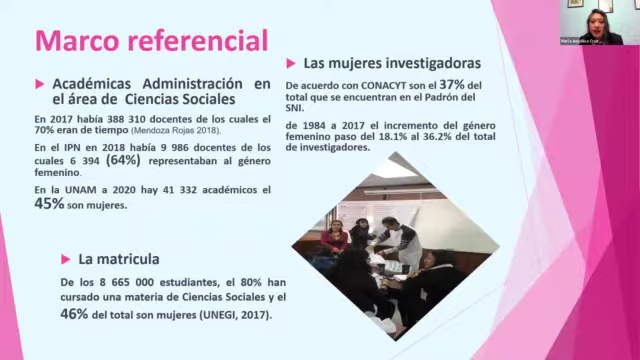 Marco referencial
Académicas Administración en
el área de Ciencias Sociales
En 2017 había 388 310 docentes de los cuales el
70% eran de tiempo (Mendoza Rojas 2018).
En el IPN en 2018 había 9 986 docentes de los
cuales 6 394 (64%) representaban al género
femenino.
En la UNAM a 2020 hay 41 332 académicos el
45% son mujeres.
La matricula
De los 8 665 000 estudiantes, el 80% han
cursado una materia de Ciencias Sociales y el
46% del total son mujeres (UNEGI, 2017).
Las mujeres investigadoras
De acuerdo con CONACYT son el 37% del
total que se encuentran en el Padrón del
SNI.
de 1984 a 2017 el incremento del género
femenino paso del 18.1% al 36.2% del total
de investigadores.